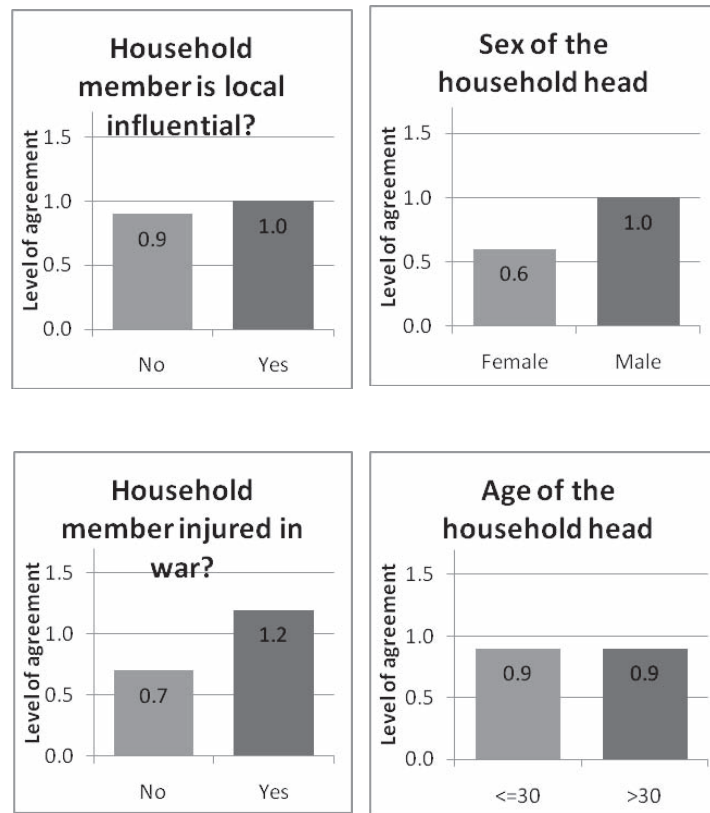 Household
member is local
influential?
Level of agreement
1.5
1.0
0.5
0.0
0.9
1.0
No Yes
Sex of the
household head
Level of agreement
1.5
1.0
0.5
0.0
0.6
1.0
Female Male
Household
member injured in
war?
Level of agreement
1.5
1.0
0.5
0.0
0.7
1.2
No Yes
Age of the
household head
Level of agreement
1.5
1.0
0.5
0.0
0.9
0.9
<=30 >30